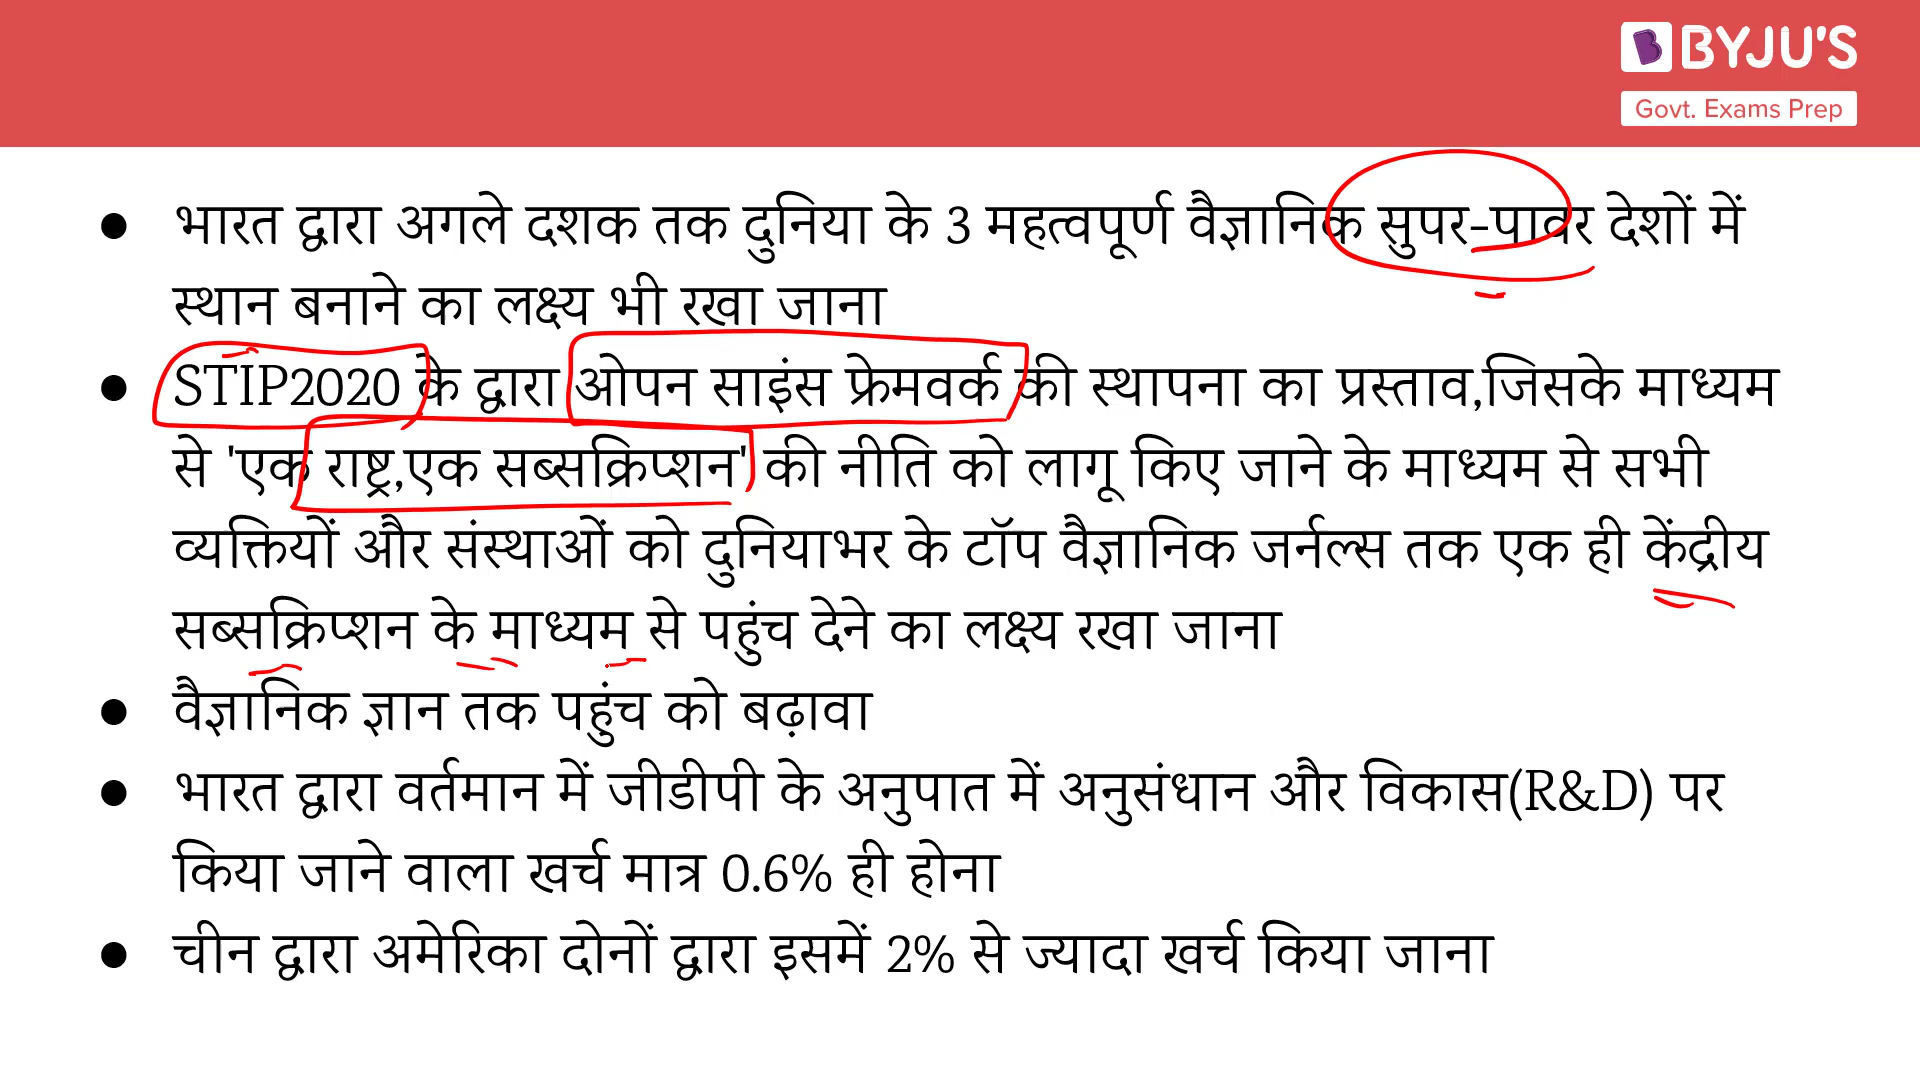 BYJU'S
Govt. Exams Prep
● भारत द्वारा अगले दशक तक दुनिया के 3 महत्वपूर्ण वैज्ञानिक सुपर-पावर देशों में
स्थान बनाने का लक्ष्य भी रखा जाना
● STIP2020 के द्वारा ओपन साइंस फ्रेमवर्क की स्थापना का प्रस्ताव,जिसके माध्यम
से 'एक राष्ट्र,एक सब्सक्रिप्शन' की नीति को लागू किए जाने के माध्यम से सभी
व्यक्तियों और संस्थाओं को दुनियाभर के टॉप वैज्ञानिक जर्नल्स तक एक ही केंद्रीय
सब्सक्रिप्शन के माध्यम से पहुंच देने का लक्ष्य रखा जाना
● वैज्ञानिक ज्ञान तक पहुंच को बढ़ावा
● भारत द्वारा वर्तमान में जीडीपी के अनुपात में अनुसंधान और विकास(R&D) पर
किया जाने वाला खर्च मात्र 0.6% ही होना
● चीन द्वारा अमेरिका दोनों द्वारा इसमें 2% से ज्यादा खर्च किया जाना